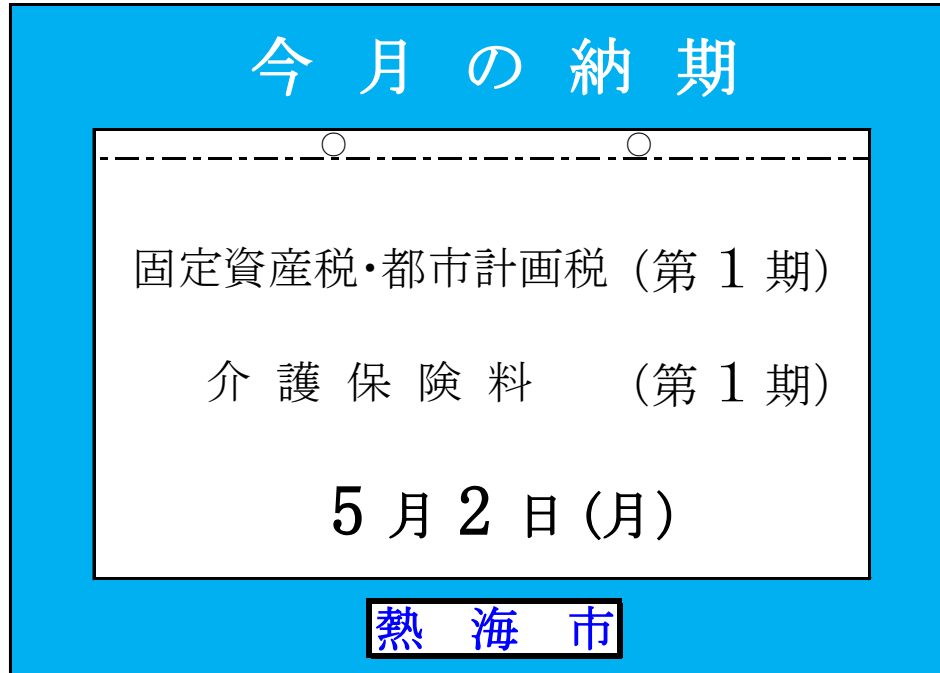 今月の納期
固定資産税・都市計画税（第１期）
介護保険料（第１期）
５月２日(月)
熱海市